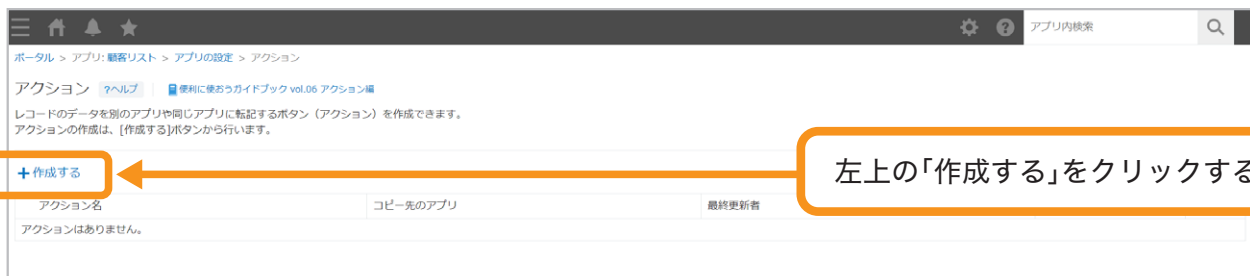 アプリ内検索
ポータル > アプリ: 顧客リスト > アプリの設定 > アクション
アクション ?ヘルプ 便利に使おうガイドブック vol.06 アクション編
レコードのデータを別のアプリや同じアプリに転記するボタン（アクション）を作成できます。
アクションの作成は、[作成する]ボタンから行います。
+作成する
左上の「作成する」をクリックする
アクション名 コピー先のアプリ 最終更新者
アクションはありません。